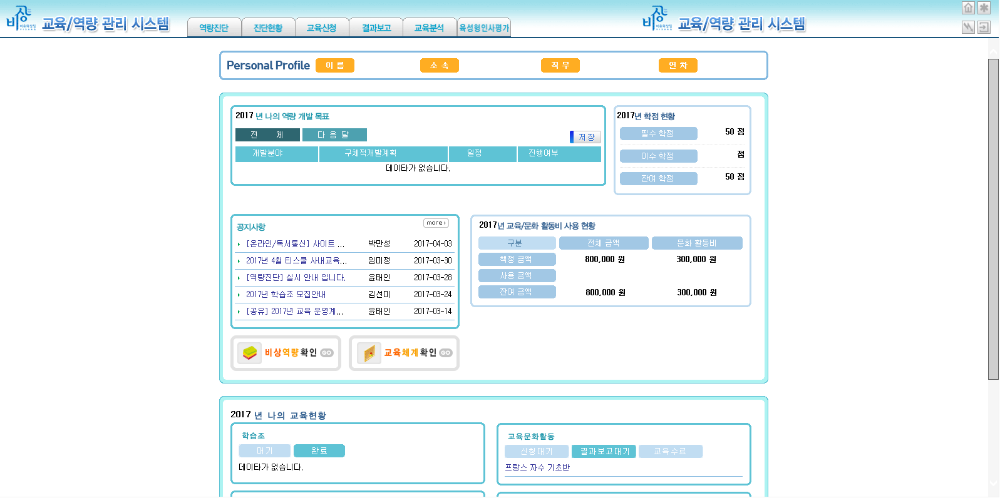 비상 교육/역량 관리 시스템
역량진단 진단현황 교육신청 결과보고 교육분석 육성형인사평가
비상 교육/역량 관리 시스템
Personal Profile 이름 소속 직무 연차
2017 년 나의 역량 개발 목표
전 체 다음달
저장
개발분야 구체적개발계획 일정 진행여부
데이타가 없습니다.
2017년 학점 현황
필수 학점 50 점
이수 학점 점
잔여 학점 50 점
공지사항 more
[온라인/독서통신] 사이트 ... 박만성 2017-04-03
2017년 4월 티스쿨 사내교육... 임미정 2017-03-30
[역량진단] 실시 안내 입니다. 윤태인 2017-03-28
2017년 학습조 모집안내 김선미 2017-03-24
[공유] 2017년 교육 운영계... 윤태인 2017-03-14
2017년 교육/문화 활동비 사용 현황
구분 전체 금액 문화 활동비
책정 금액 800,000 원 300,000 원
사용 금액
잔여 금액 800,000 원 300,000 원
비상역량확인 GO
교육체계확인 GO
2017 년 나의 교육현황
학습조
대기 완료
데이타가 없습니다.
교육문화활동
신청대기 결과보고대기 교육수료
프랑스 자수 기초반